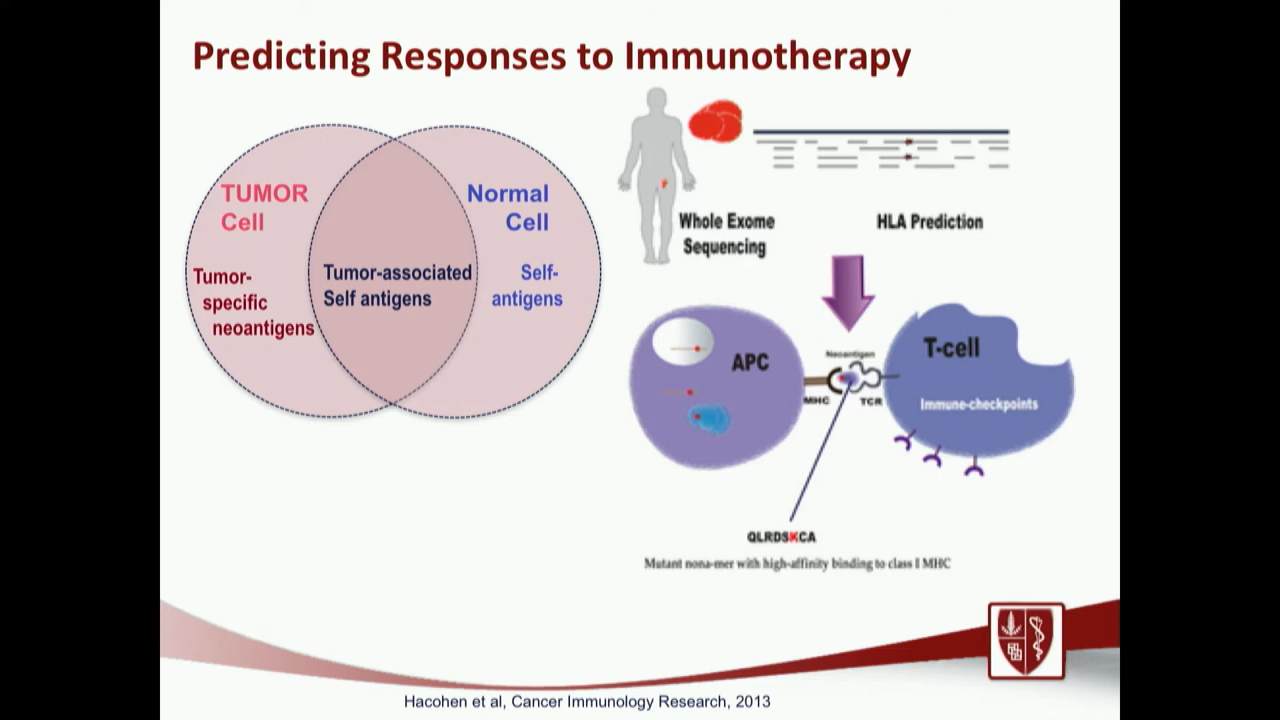 Predicting Responses to Immunotherapy
TUMOR
Cell
Normal
Cell
Tumor-
specific
neoantigens
Tumor-associated
Self antigens
Self-
antigens
Whole Exome
Sequencing
HLA Prediction
APC
Neoantigen
MHC
TCR
T-cell
Immune-checkpoints
QLRDSKCA
Mutant nona-mer with high-affinity binding to class I MHC
Hacohen et al, Cancer Immunology Research, 2013